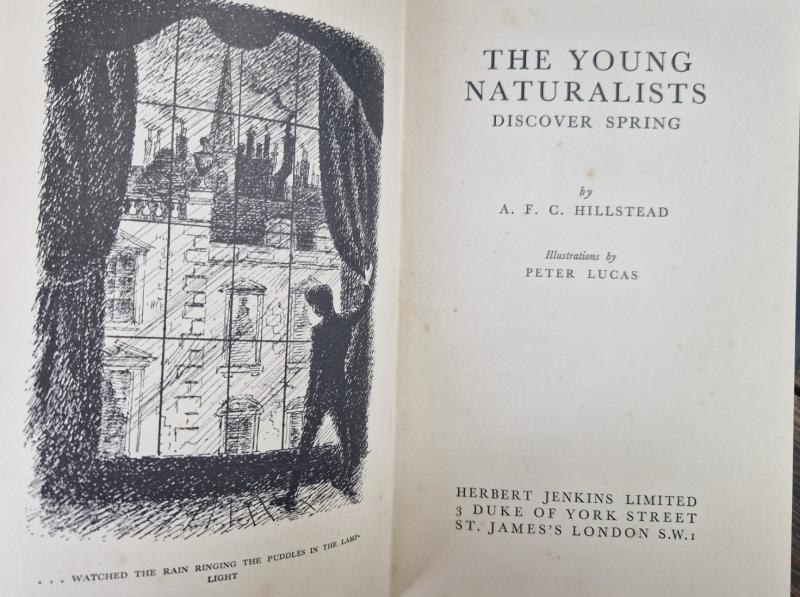 . . . WATCHED THE RAIN RINGING THE PUDDLES IN THE LAMP-
LIGHT
THE YOUNG
NATURALISTS
DISCOVER SPRING
by
A. F. C. HILLSTEAD
Illustrations by
PETER LUCAS
HERBERT JENKINS LIMITED
3 DUKE OF YORK STREET
ST. JAMES'S LONDON S.W.1